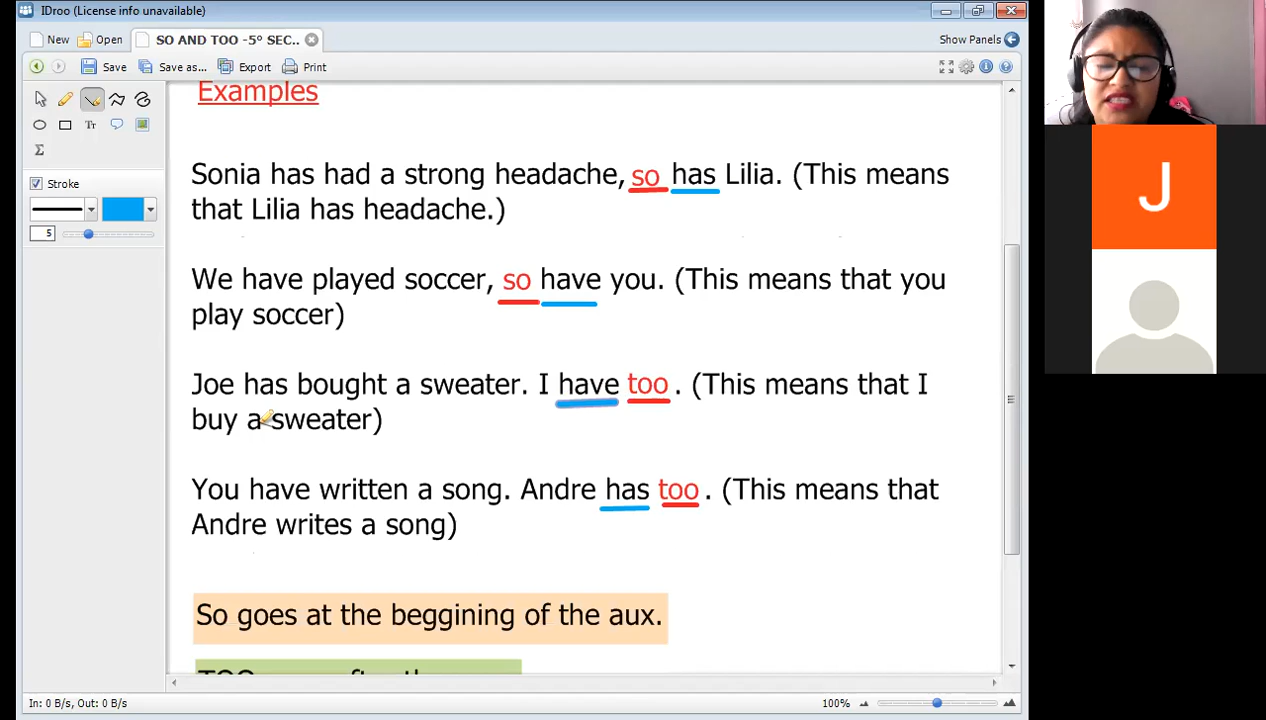 IDroo (License info unavailable)
New Open SO AND TOO -5º SEC.. Show Panels
Save Save as... Export Print
Examples
Tr
Σ
Stroke
5
Sonia has had a strong headache, so has Lilia. (This means
that Lilia has headache.)
We have played soccer, so have you. (This means that you
play soccer)
Joe has bought a sweater. I have too . (This means that I
buy a sweater)
You have written a song. Andre has too . (This means that
Andre writes a song)
So goes at the beggining of the aux.
In: 0 B/s, Out: 0 B/s 100%
J